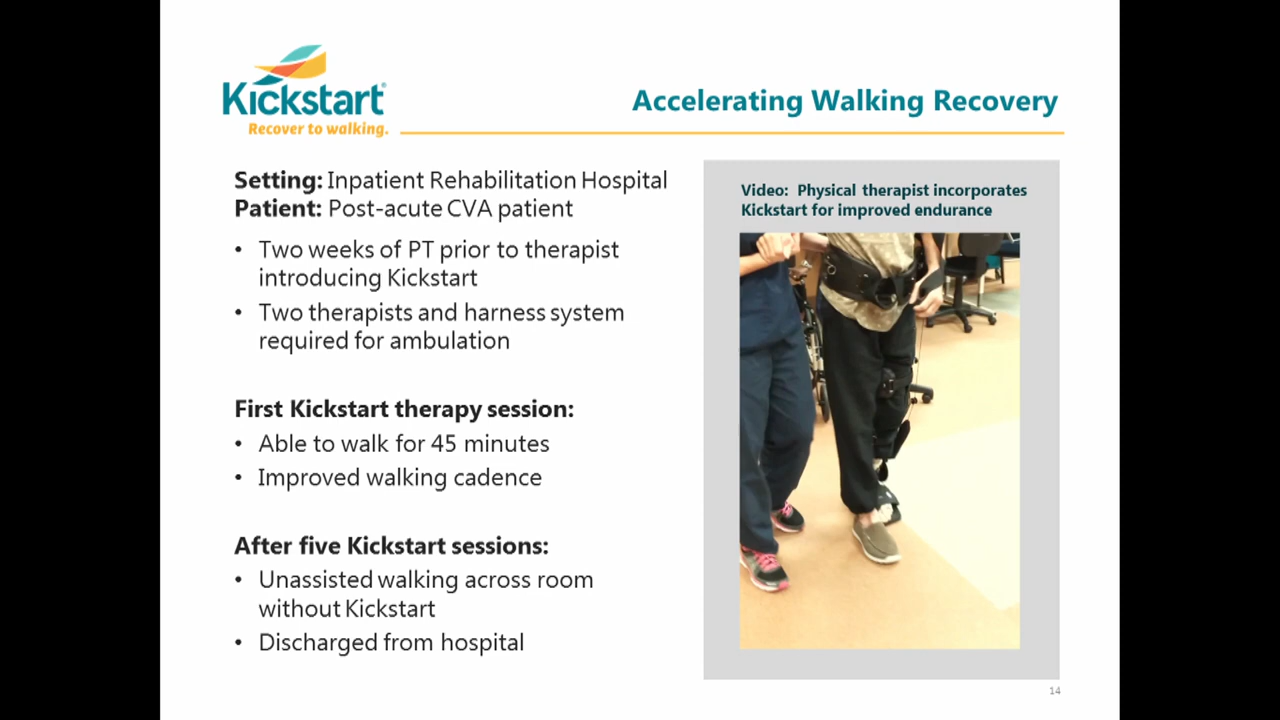 Kickstart®
Recover to walking.
Accelerating Walking Recovery
Setting: Inpatient Rehabilitation Hospital
Patient: Post-acute CVA patient
• Two weeks of PT prior to therapist
introducing Kickstart
• Two therapists and harness system
required for ambulation
First Kickstart therapy session:
• Able to walk for 45 minutes
• Improved walking cadence
After five Kickstart sessions:
• Unassisted walking across room
without Kickstart
• Discharged from hospital
Video: Physical therapist incorporates
Kickstart for improved endurance
14